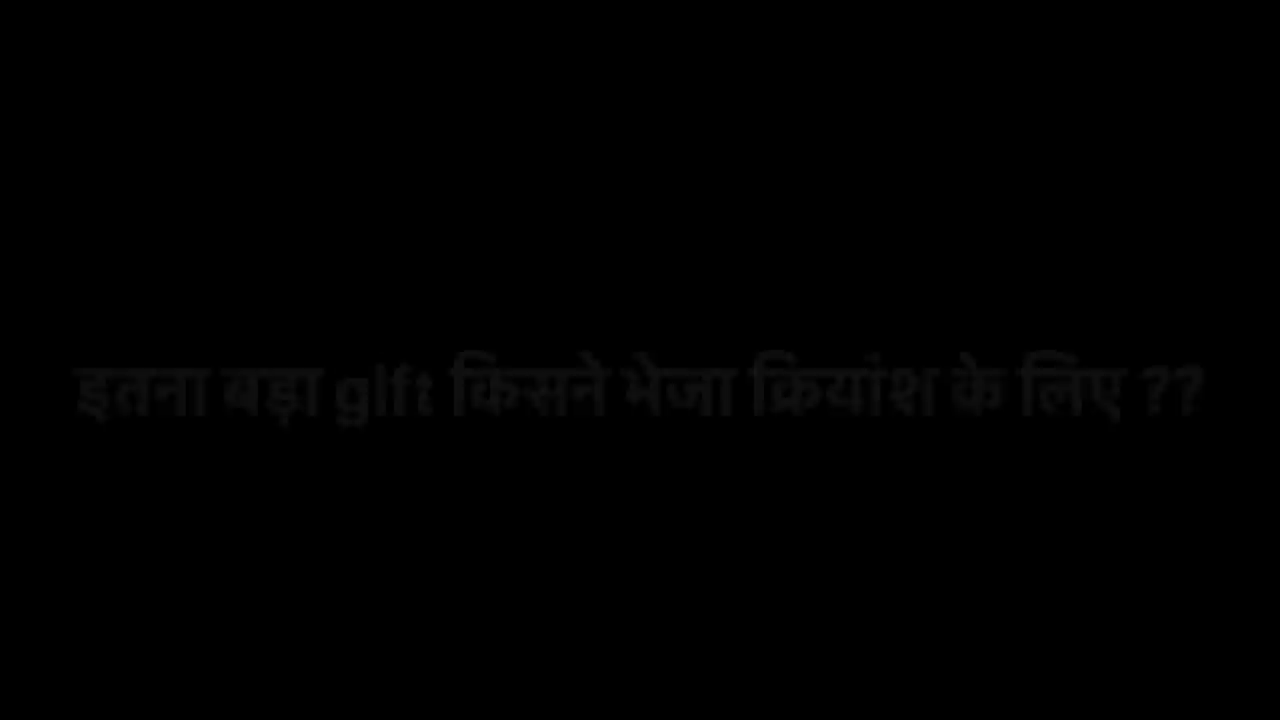 इतना बड़ा gift किसने भेजा क्रियांश के लिए ??